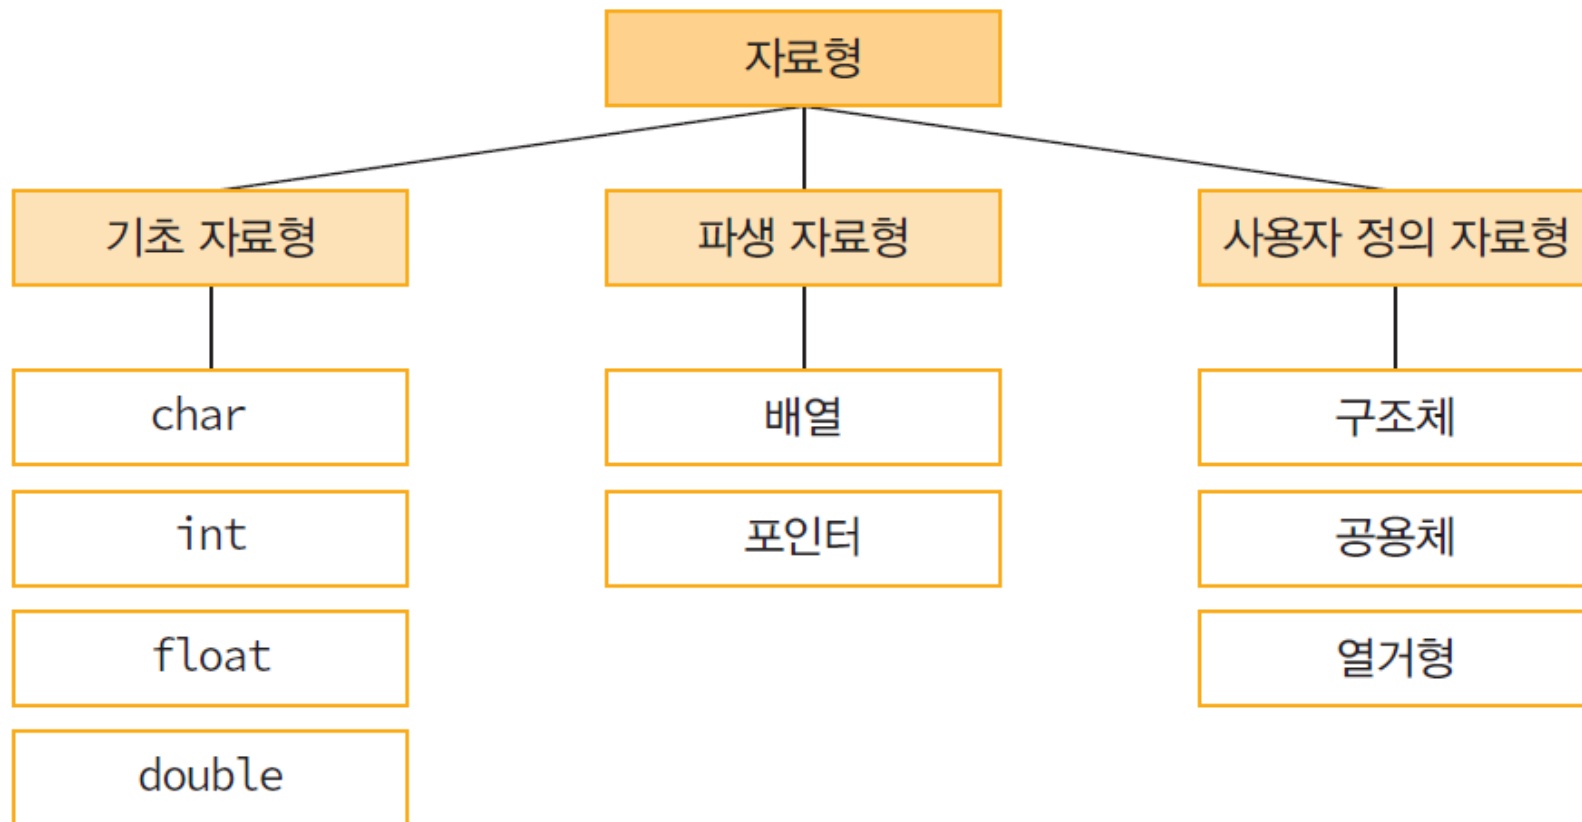 자료형
기초 자료형
파생 자료형
사용자 정의 자료형
char
배열
구조체
int
포인터
공용체
float
열거형
double